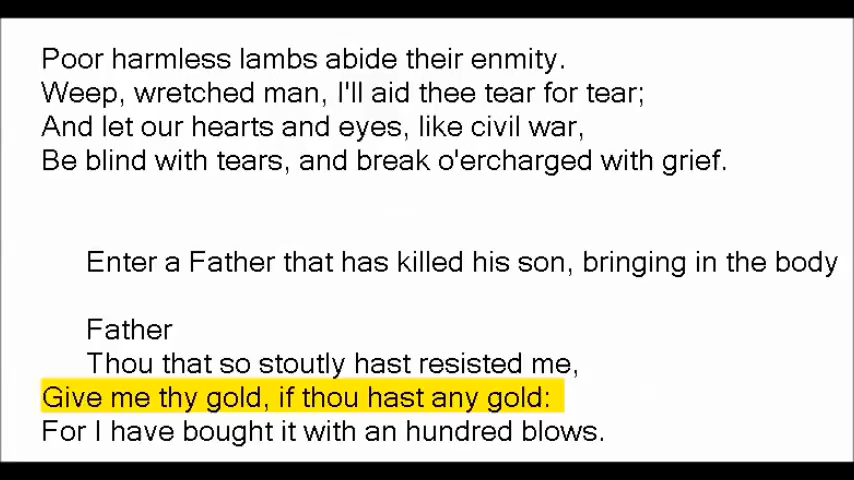 Poor harmless lambs abide their enmity.
Weep, wretched man, I'll aid thee tear for tear;
And let our hearts and eyes, like civil war,
Be blind with tears, and break o'ercharged with grief.
Enter a Father that has killed his son, bringing in the body
Father
Thou that so stoutly hast resisted me,
Give me thy gold, if thou hast any gold:
For I have bought it with an hundred blows.